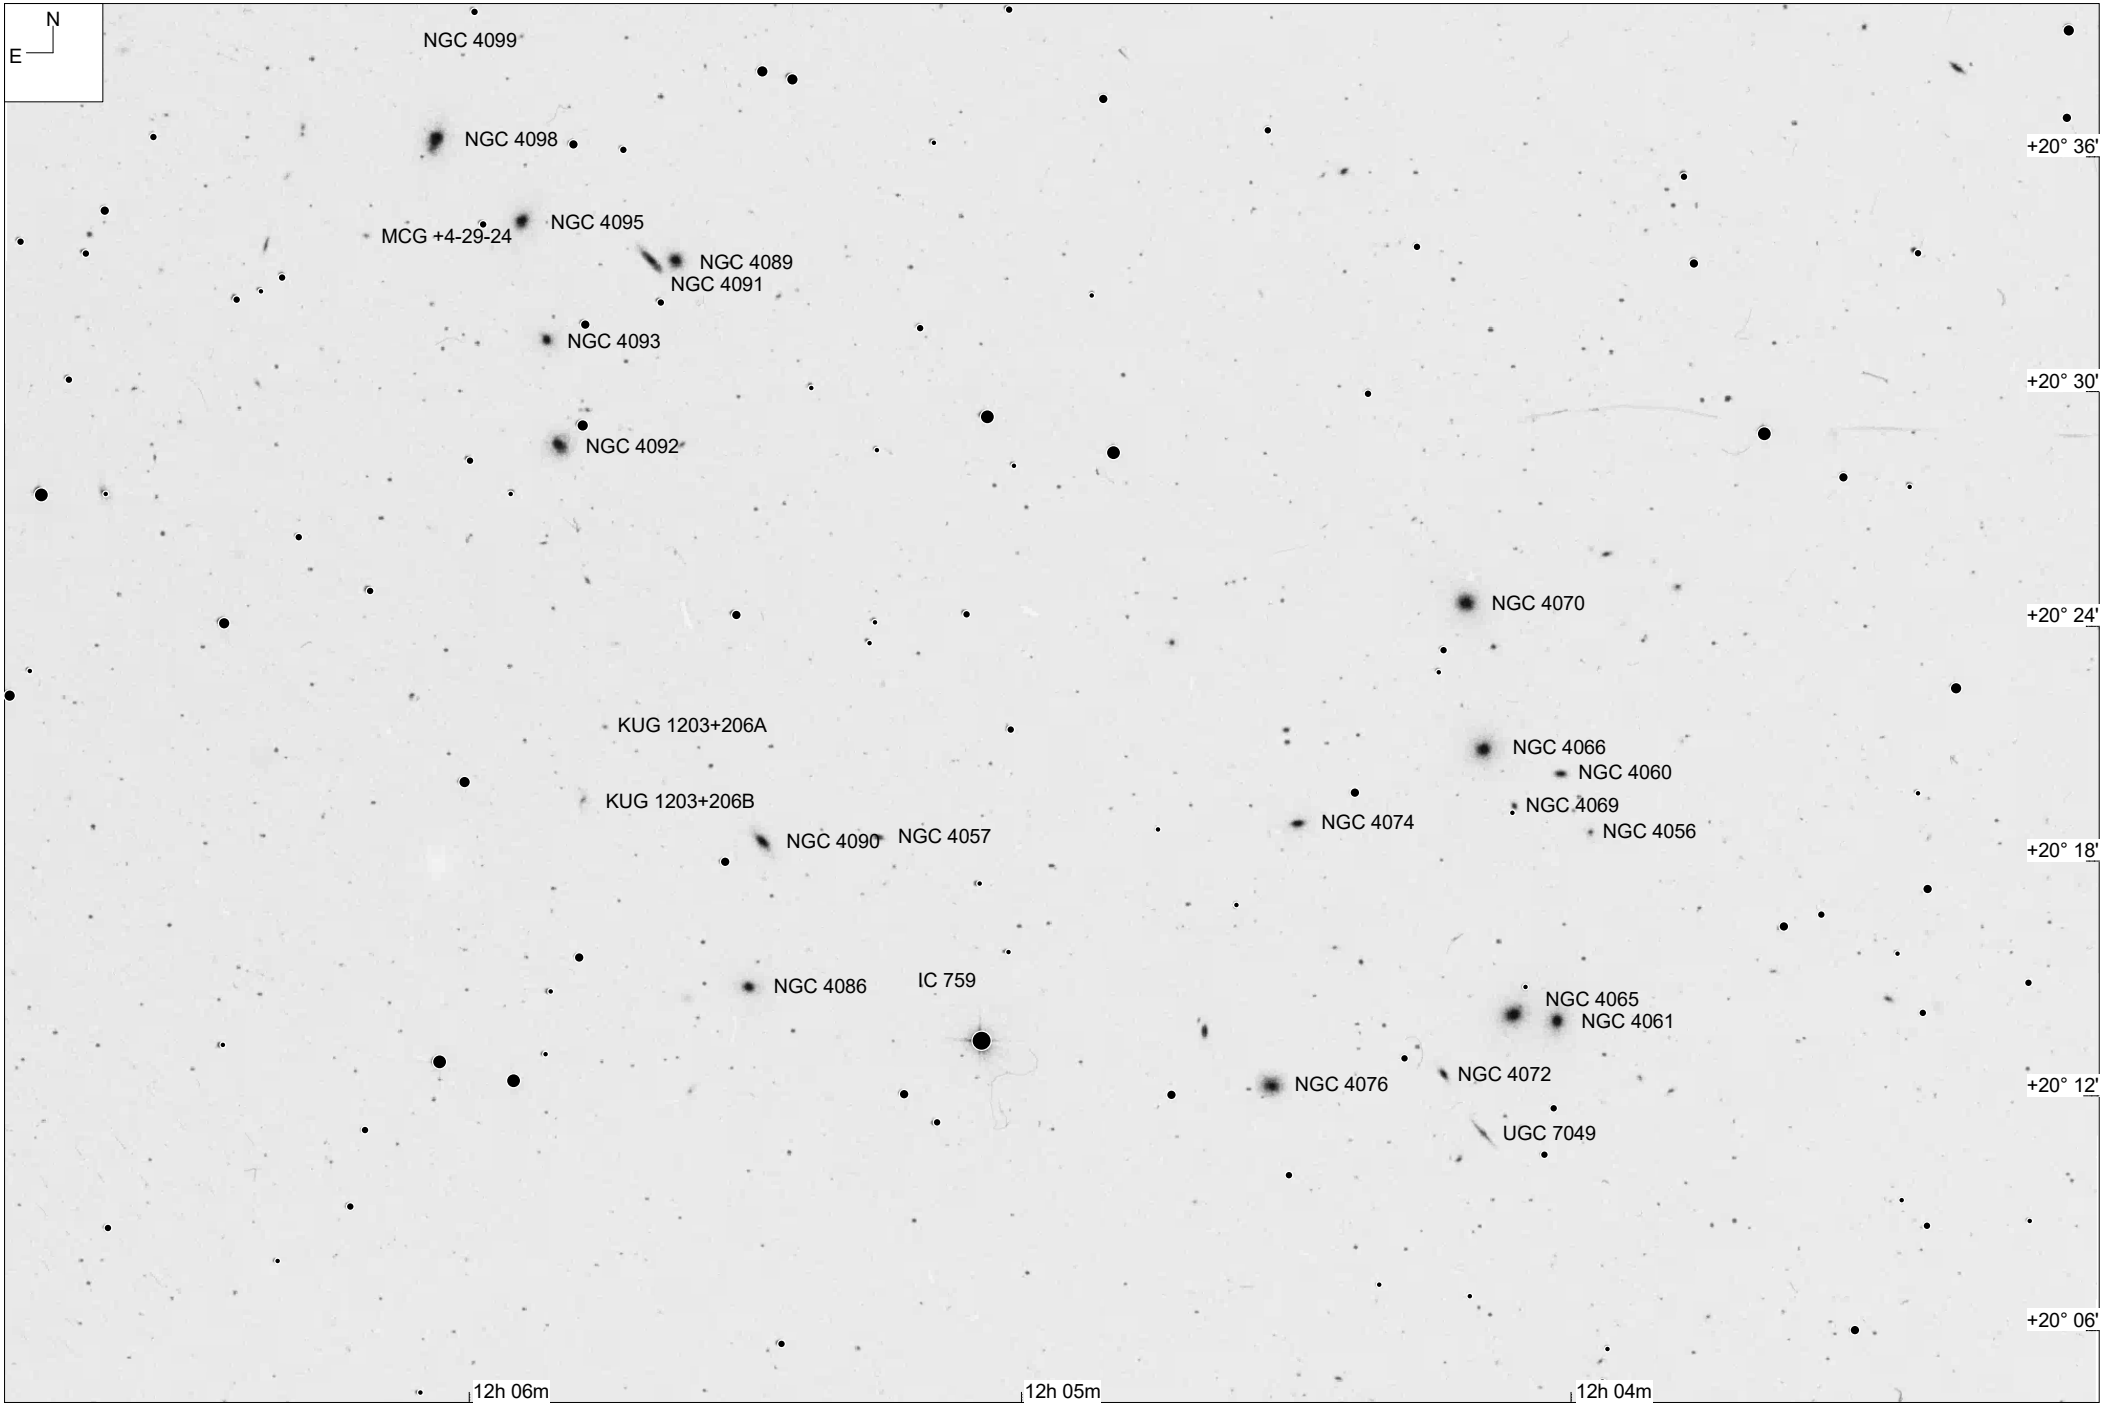 N
E
NGC 4099
NGC 4098
+20° 36'
NGC 4095
MCG +4-29-24
NGC 4089
NGC 4091
NGC 4093
+20° 30'
NGC 4092
NGC 4070
+20° 24'
KUG 1203+206A
NGC 4066
NGC 4060
KUG 1203+206B
NGC 4069
NGC 4074
NGC 4056
NGC 4090
NGC 4057
+20° 18'
NGC 4086
IC 759
NGC 4065
NGC 4061
NGC 4072
NGC 4076
+20° 12'
UGC 7049
+20° 06'
12h 06m
12h 05m
12h 04m